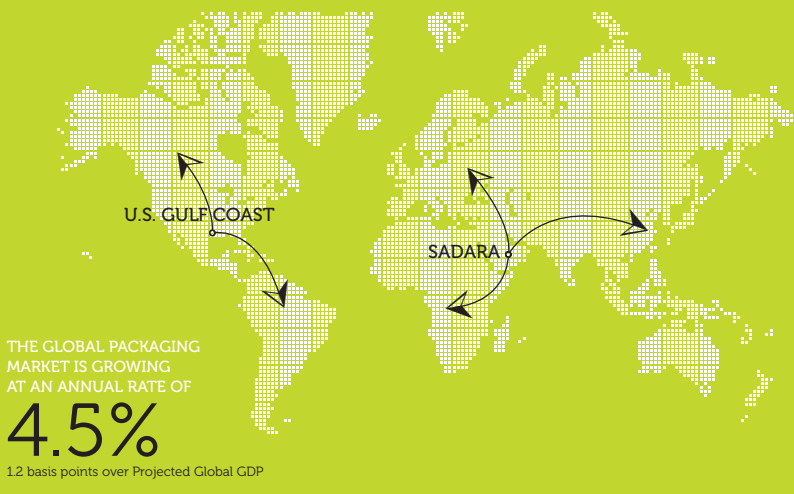 U.S. GULF COAST
SADARA
THE GLOBAL PACKAGING
MARKET IS GROWING
AT AN ANNUAL RATE OF
4.5%
1.2 basis points over Projected Global GDP